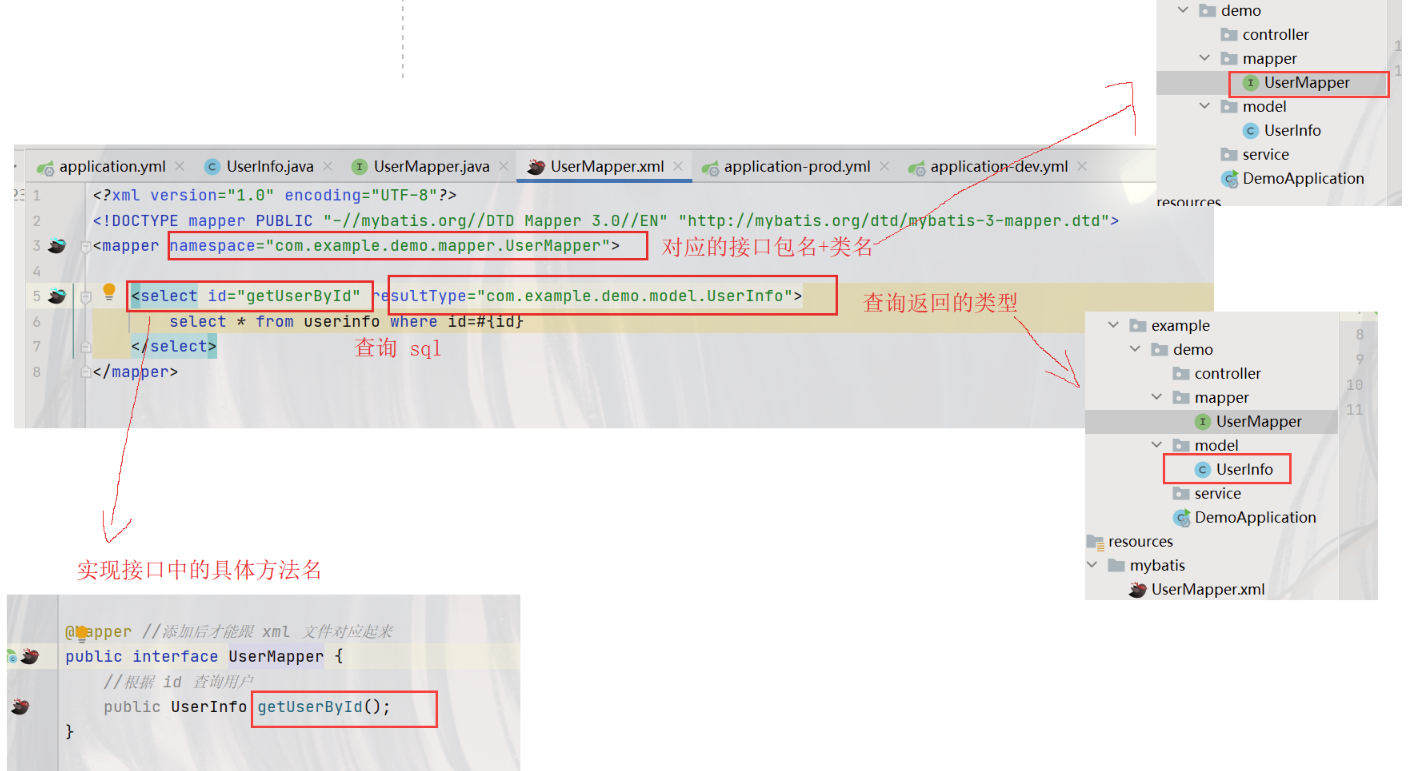 demo
controller
mapper
UserMapper
model
UserInfo
service
DemoApplication
resources
application.yml
UserInfo.java
UserMapper.java
UserMapper.xml
application-prod.yml
application-dev.yml
1 <?xml version="1.0" encoding="UTF-8"?>
2 <!DOCTYPE mapper PUBLIC "-//mybatis.org//DTD Mapper 3.0//EN" "http://mybatis.org/dtd/mybatis-3-mapper.dtd">
3 <mapper namespace="com.example.demo.mapper.UserMapper">
对应的接口包名+类名
4
5 <select id="getUserById" resultType="com.example.demo.model.UserInfo">
查询返回的类型
6 select * from userinfo where id=#{id}
7 </select>
查询 sql
8 </mapper>
example
demo
controller
mapper
UserMapper
model
UserInfo
service
DemoApplication
resources
mybatis
UserMapper.xml
8
9
10
11
实现接口中的具体方法名
//添加后才能跟 xml 文件对应起来
public interface UserMapper {
//根据 id 查询用户
public UserInfo getUserById();
}